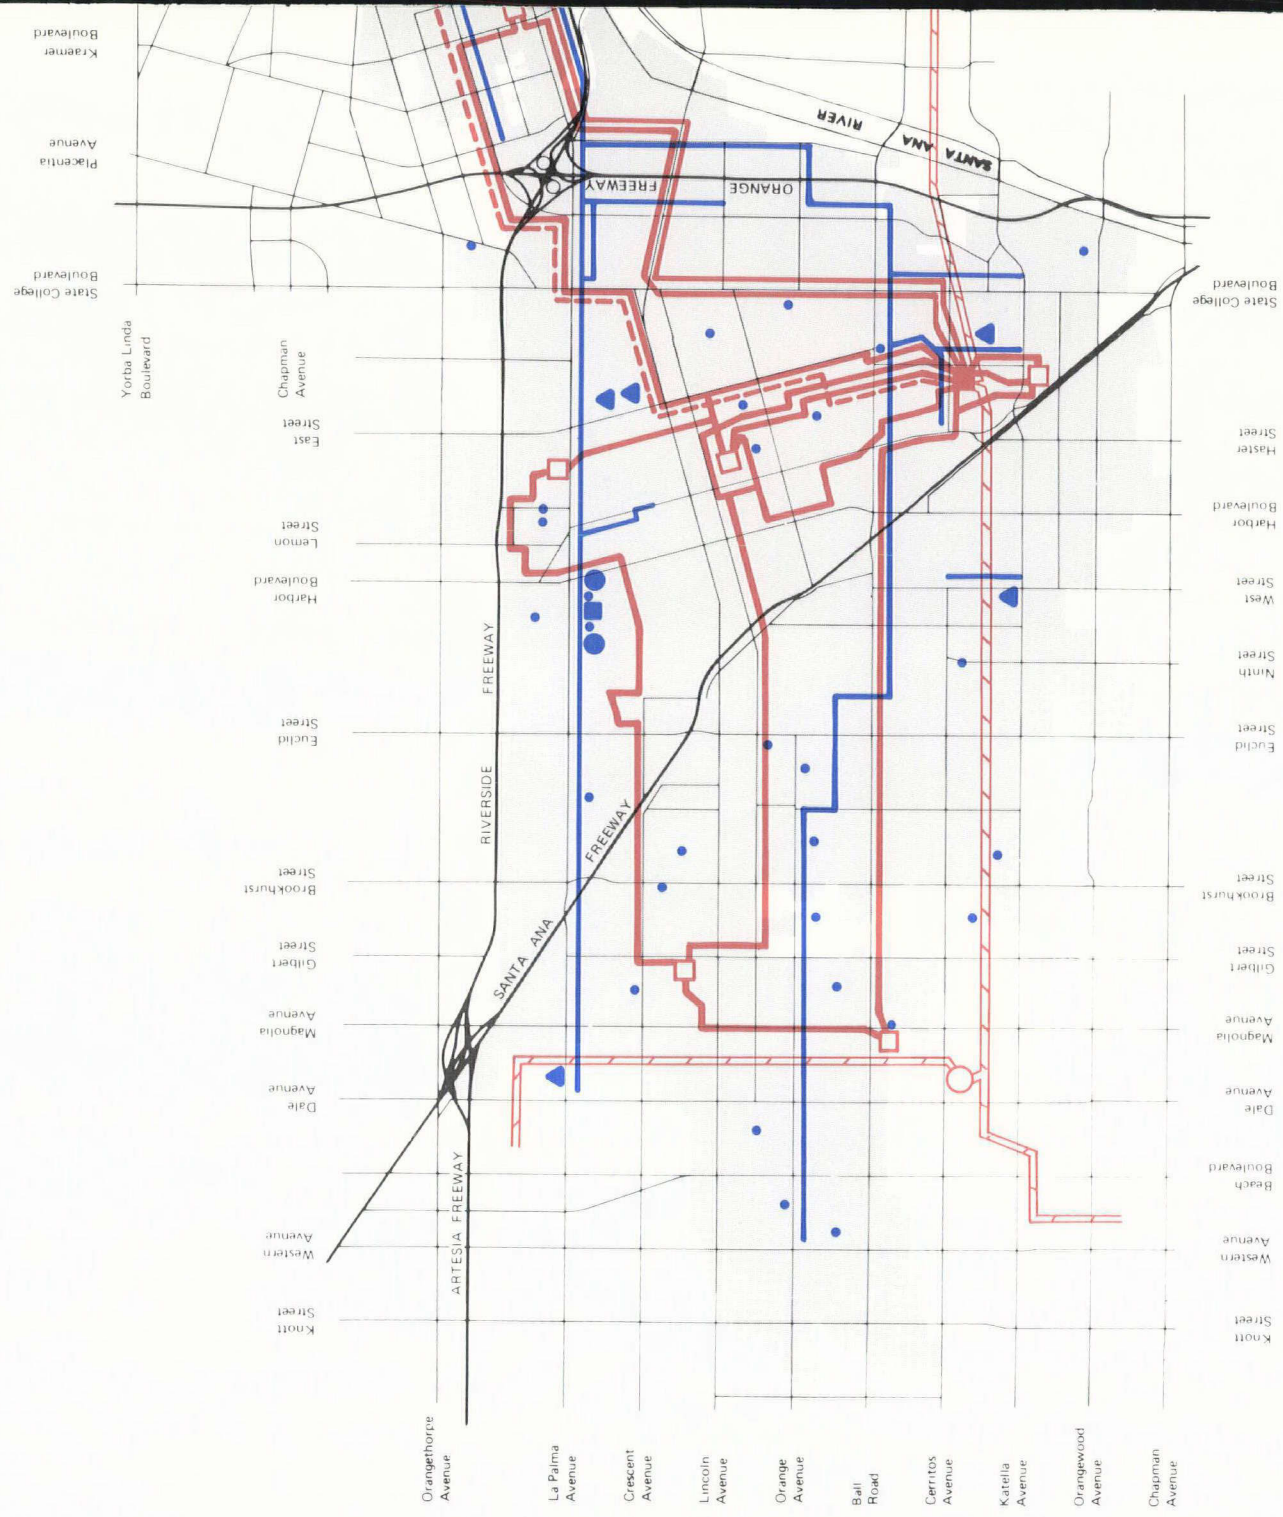 Kraemer
Boulevard
Placentia
Avenue
State College
Boulevard
Yorba Linda
Boulevard
Chapman
Avenue
East
Street
Lemon
Street
Harbor
Boulevard
Euclid
Street
Brookhurst
Street
Gilbert
Street
Magnolia
Avenue
Dale
Avenue
Western
Avenue
Knott
Street
SANTA ANA
RIVER
ORANGE
FREEWAY
RIVERSIDE
FREEWAY
SANTA ANA
FREEWAY
ARTESIA FREEWAY
State College
Boulevard
Haster
Street
Harbor
Boulevard
West
Street
Ninth
Street
Euclid
Street
Brookhurst
Street
Gilbert
Street
Magnolia
Avenue
Dale
Avenue
Beach
Boulevard
Western
Avenue
Knott
Street
Orangethorpe
Avenue
La Palma
Avenue
Crescent
Avenue
Lincoln
Avenue
Orange
Avenue
Ball
Road
Cerritos
Avenue
Katella
Avenue
Orangewood
Avenue
Chapman
Avenue